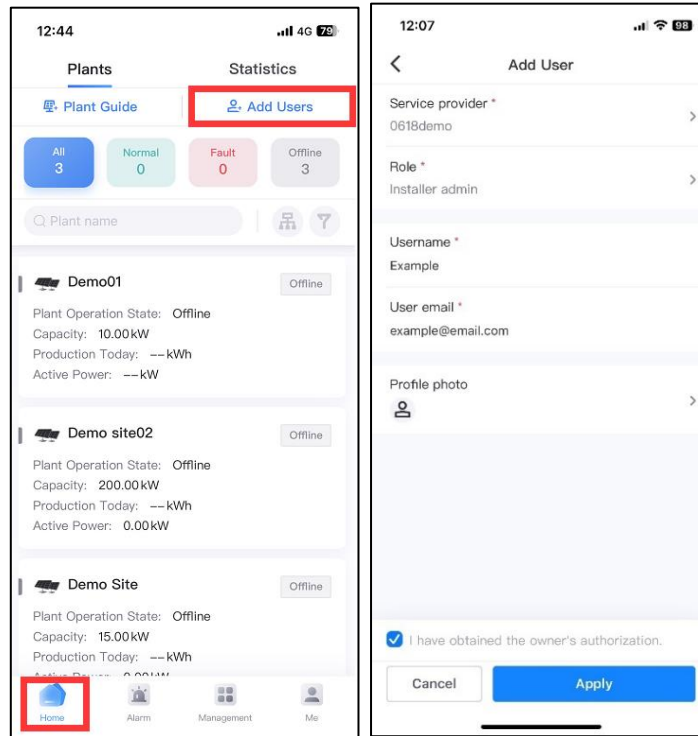 12:44
4G 79
Plants Statistics
Plant Guide Add Users
All Normal Fault Offline
3 0 0 3
Plant name
Demo01 Offline
Plant Operation State: Offline
Capacity: 10.00kW
Production Today: --kWh
Active Power: --kW
Demo site02 Offline
Plant Operation State: Offline
Capacity: 200.00kW
Production Today: --kWh
Active Power: 0.00kW
Demo Site Offline
Plant Operation State: Offline
Capacity: 15.00kW
Production Today: --kWh
Active Power: 0.00kW
Home Alarm Management Me
12:07
98
Add User
Service provider *
0618demo
Role *
Installer admin
Username *
Example
User email *
example@email.com
Profile photo
I have obtained the owner's authorization.
Cancel Apply